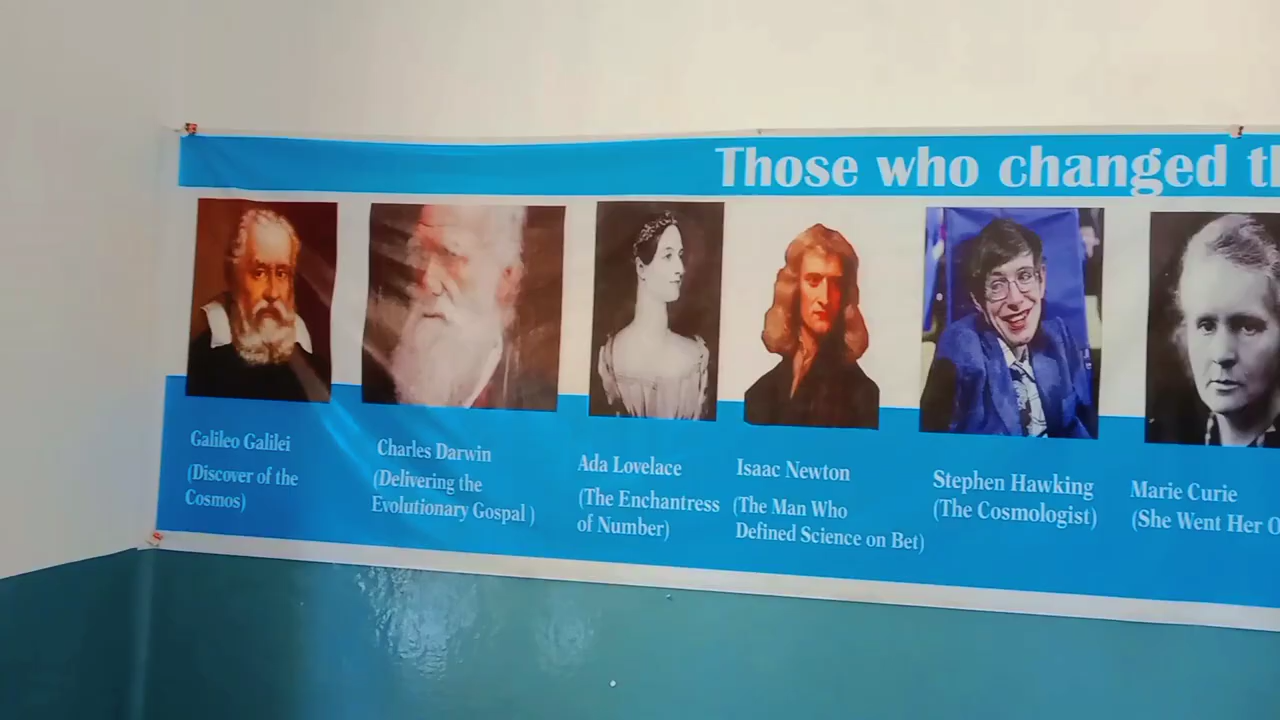 Those who changed
Galileo Galilei
(Discover of the
Cosmos)
Charles Darwin
(Delivering the
Evolutionary Gospal )
Ada Lovelace
(The Enchantress
of Number)
Isaac Newton
(The Man Who
Defined Science on Bet)
Stephen Hawking
(The Cosmologist)
Marie Curie
(She Went Her